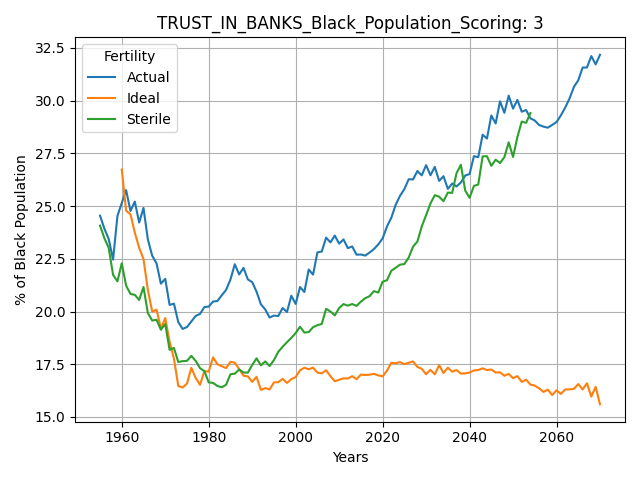 TRUST_IN_BANKS_Black_Population_Scoring: 3
Fertility
Actual
Ideal
Sterile
% of Black Population
32.5
30.0
27.5
25.0
22.5
20.0
17.5
15.0
1960 1980 2000 2020 2040 2060
Years